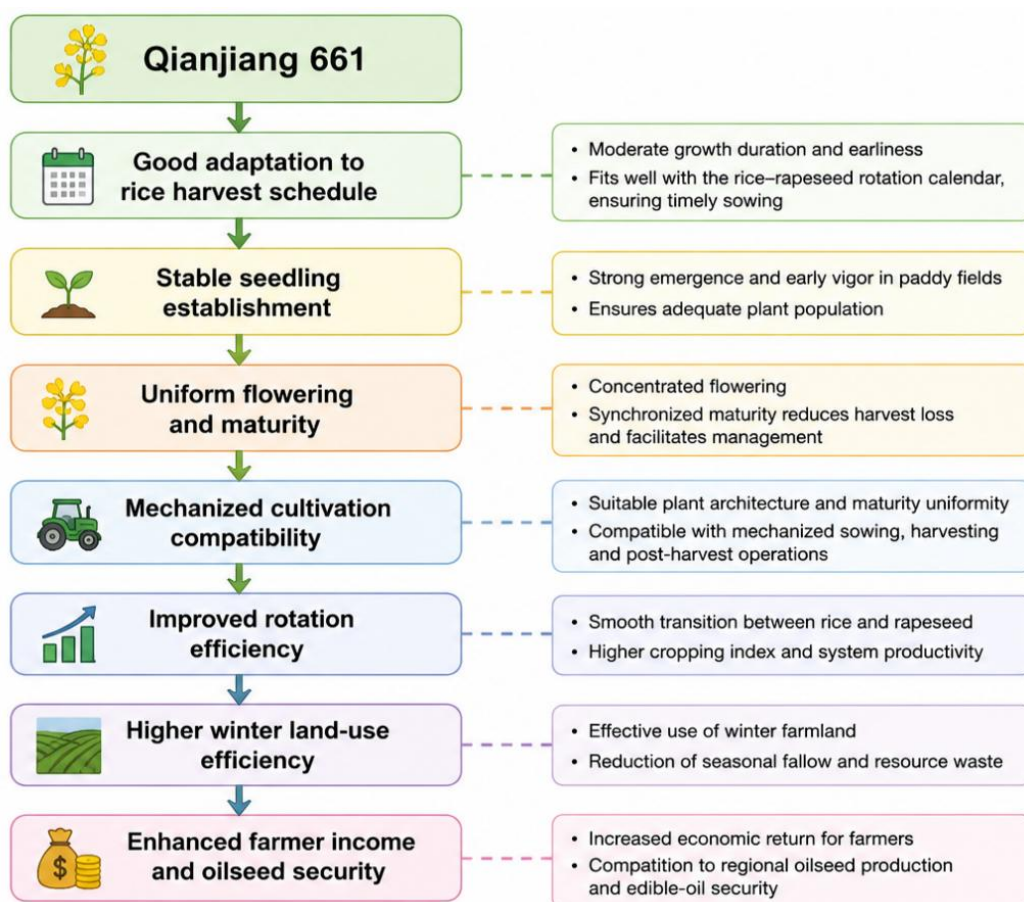 Qianjiang 661
Good adaptation to
rice harvest schedule
• Moderate growth duration and earliness
• Fits well with the rice–rapeseed rotation calendar,
ensuring timely sowing
Stable seedling
establishment
• Strong emergence and early vigor in paddy fields
• Ensures adequate plant population
Uniform flowering
and maturity
• Concentrated flowering
• Synchronized maturity reduces harvest loss
and facilitates management
Mechanized cultivation
compatibility
• Suitable plant architecture and maturity uniformity
• Compatible with mechanized sowing, harvesting
and post-harvest operations
Improved rotation
efficiency
• Smooth transition between rice and rapeseed
• Higher cropping index and system productivity
Higher winter land-use
efficiency
• Effective use of winter farmland
• Reduction of seasonal fallow and resource waste
$
Enhanced farmer income
and oilseed security
• Increased economic return for farmers
• Compatition to regional oilseed production
and edible-oil security